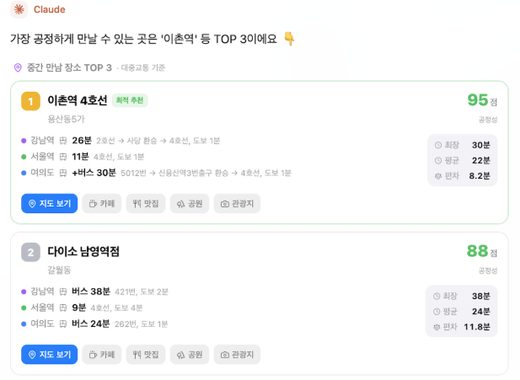 Claude
가장 공정하게 만날 수 있는 곳은 '이촌역' 등 TOP 3이에요 👇
중간 만남 장소 TOP 3 · 대중교통 기준
1 이촌역 4호선 최적 추천 95점
용산동5가 공정성
강남역 26분 2호선 → 사당 환승 → 4호선, 도보 1분
서울역 11분 4호선, 도보 1분
여의도 +버스 30분 5012번 → 신용산역3번출구 환승 → 4호선, 도보 1분
최장 30분
평균 22분
편차 8.2분
지도 보기 카페 맛집 공원 관광지
2 다이소 남영역점 88점
갈월동 공정성
강남역 버스 38분 421번, 도보 2분
서울역 9분 4호선, 도보 4분
여의도 버스 24분 262번, 도보 1분
최장 38분
평균 24분
편차 11.8분
지도 보기 카페 맛집 공원 관광지